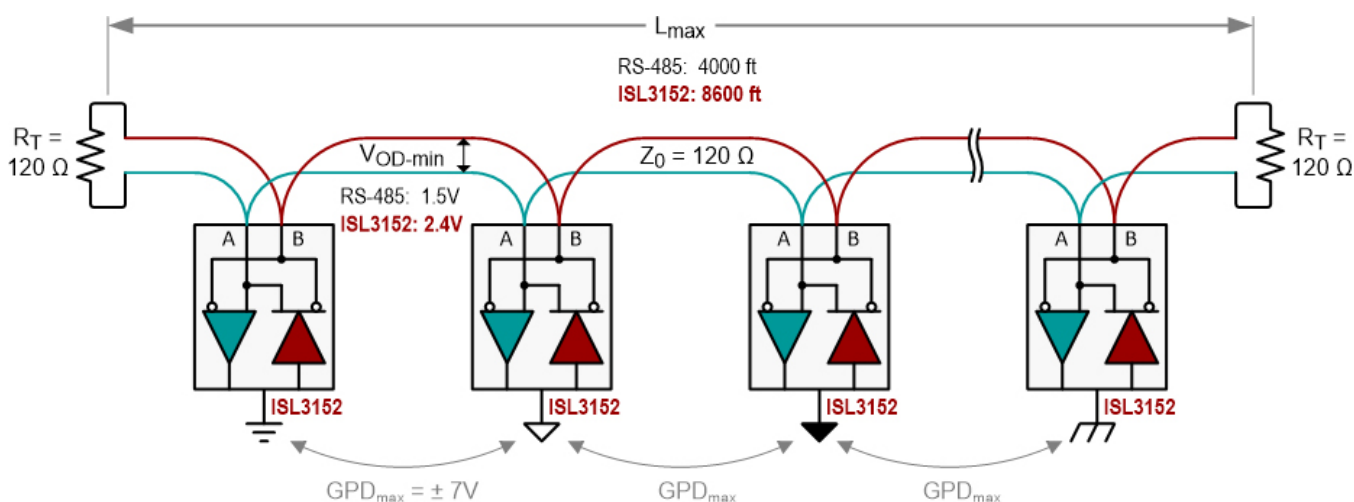 Lmax
RS-485: 4000 ft
ISL3152: 8600 ft
RT =
120 Ω
VOD-min
Z0 = 120 Ω
RT =
120 Ω
RS-485: 1.5V
ISL3152: 2.4V
A B
A B
A B
A B
ISL3152
ISL3152
ISL3152
ISL3152
GPDmax = ± 7V
GPDmax
GPDmax